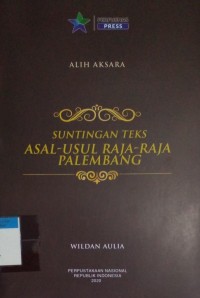 PERPUSNAS
PRESS
ALIH AKSARA
SUNTINGAN TEKS
ASAL-USUL RAJA-RAJA
PALEMBANG
WILDAN AULIA
PERPUSTAKAAN NASIONAL
REPUBLIK INDONESIA
2020